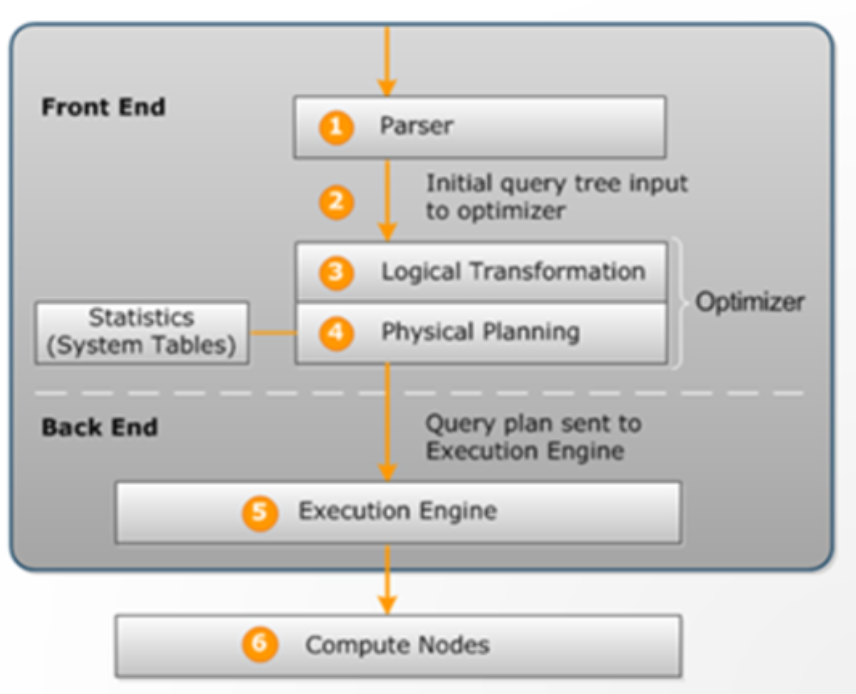 Front End
1 Parser
2 Initial query tree input
to optimizer
3 Logical Transformation
Optimizer
Statistics
(System Tables)
4 Physical Planning
Back End
Query plan sent to
Execution Engine
5 Execution Engine
6 Compute Nodes